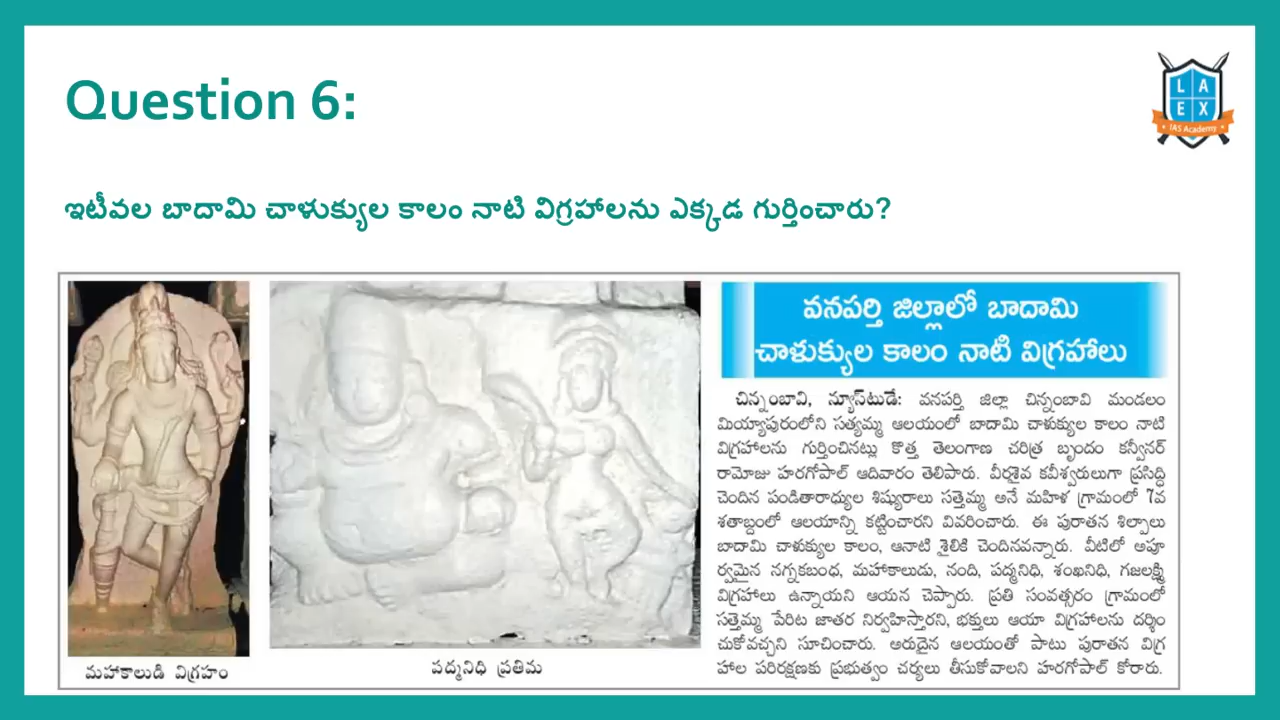 Question 6:
L A
E X
IAS Academy
ఇటీవల బాదామి చాళుక్యుల కాలం నాటి విగ్రహాలను ఎక్కడ గుర్తించారు?
వనపర్తి జిల్లాలో బాదామి
చాళుక్యుల కాలం నాటి విగ్రహాలు
చిన్నంబావి, న్యూస్‌టుడే: వనపర్తి జిల్లా చిన్నంబావి మండలం
మియ్యాపురంలోని సత్యమ్మ ఆలయంలో బాదామి చాళుక్యుల కాలం నాటి
విగ్రహాలను గుర్తించినట్లు కొత్త తెలంగాణ చరిత్ర బృందం కన్వీనర్
రామోజు హరగోపాల్ ఆదివారం తెలిపారు. వీరశైవ కవీశ్వరులుగా ప్రసిద్ధి
చెందిన పండితారాధ్యుల శిష్యురాలు సత్తెమ్మ అనే మహిళ గ్రామంలో 7వ
శతాబ్దంలో ఆలయాన్ని కట్టించారని వివరించారు. ఈ పురాతన శిల్పాలు
బాదామి చాళుక్యుల కాలం, ఆనాటి శైలికి చెందినవన్నారు. వీటిలో అపూ
ర్వమైన నగ్నకబంధ, మహాకాలుడు, నంది, పద్మనిధి, శంఖనిధి, గజలక్ష్మి
విగ్రహాలు ఉన్నాయని ఆయన చెప్పారు. ప్రతి సంవత్సరం గ్రామంలో
సత్తెమ్మ పేరిట జాతర నిర్వహిస్తారని, భక్తులు ఆయా విగ్రహాలను దర్శిం
చుకోవచ్చని సూచించారు. అరుదైన ఆలయంతో పాటు పురాతన విగ్ర
హాల పరిరక్షణకు ప్రభుత్వం చర్యలు తీసుకోవాలని హరగోపాల్ కోరారు.
మహాకాలుడి విగ్రహం
పద్మనిధి ప్రతిమ